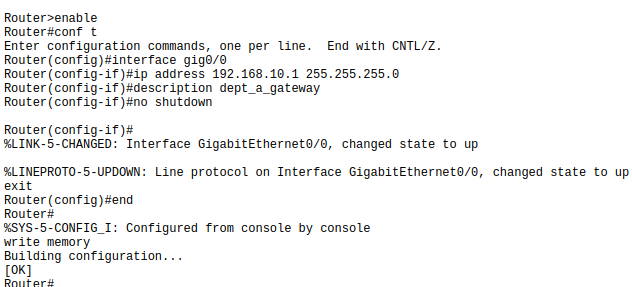 Router>enable
Router#conf t
Enter configuration commands, one per line.  End with CNTL/Z.
Router(config)#interface gig0/0
Router(config-if)#ip address 192.168.10.1 255.255.255.0
Router(config-if)#description dept_a_gateway
Router(config-if)#no shutdown
Router(config-if)#
%LINK-5-CHANGED: Interface GigabitEthernet0/0, changed state to up
%LINEPROTO-5-UPDOWN: Line protocol on Interface GigabitEthernet0/0, changed state to up
exit
Router(config)#end
Router#
%SYS-5-CONFIG_I: Configured from console by console
write memory
Building configuration...
[OK]
Router#